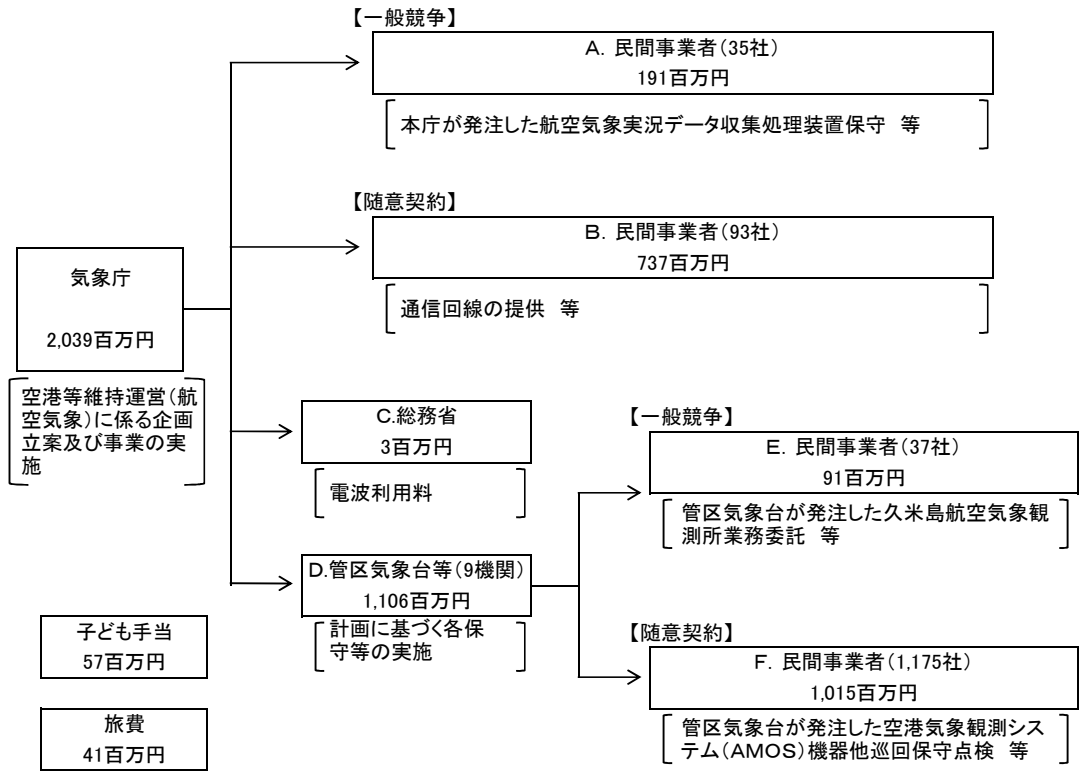 【一般競争】
A. 民間事業者(35社)
191百万円
本庁が発注した航空気象実況データ収集処理装置保守 等
【随意契約】
B. 民間事業者(93社)
737百万円
通信回線の提供 等
気象庁
2,039百万円
空港等維持運営(航
空気象)に係る企画
立案及び事業の実
施
C.総務省
3百万円
電波利用料
D.管区気象台等(9機関)
1,106百万円
計画に基づく各保
守等の実施
【一般競争】
E. 民間事業者(37社)
91百万円
管区気象台が発注した久米島航空気象観
測所業務委託 等
【随意契約】
F. 民間事業者(1,175社)
1,015百万円
管区気象台が発注した空港気象観測シス
テム(AMOS)機器他巡回保守点検 等
子ども手当
57百万円
旅費
41百万円